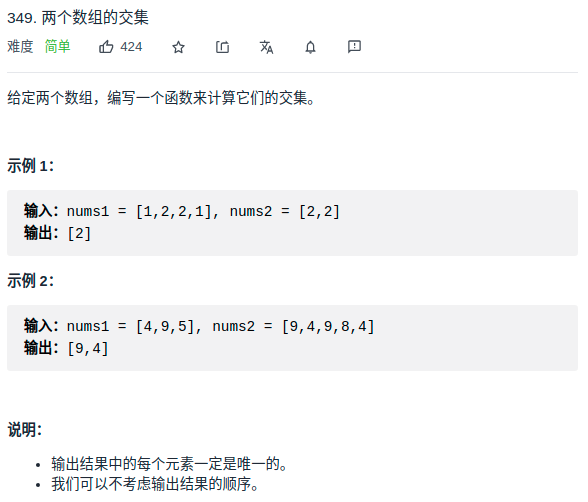 349. 两个数组的交集
难度 简单 424
给定两个数组，编写一个函数来计算它们的交集。
示例 1：
输入：nums1 = [1,2,2,1], nums2 = [2,2]
输出：[2]
示例 2：
输入：nums1 = [4,9,5], nums2 = [9,4,9,8,4]
输出：[9,4]
说明：
输出结果中的每个元素一定是唯一的。
我们可以不考虑输出结果的顺序。